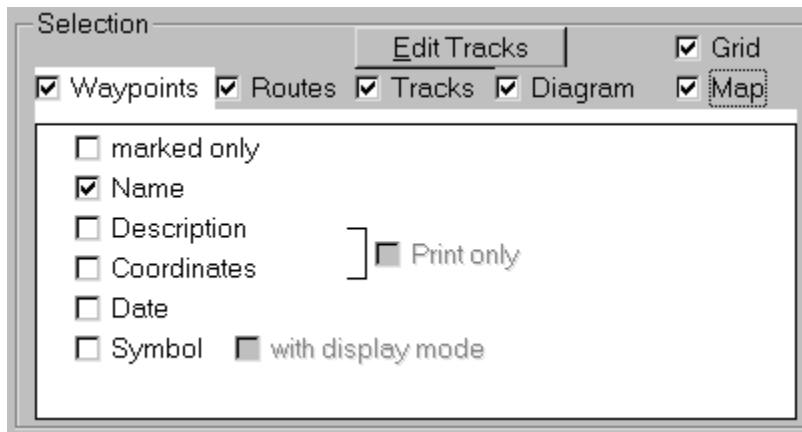 Selection
Edit Tracks
Grid
Waypoints Routes Tracks Diagram Map
marked only
Name
Description
Coordinates
Print only
Date
Symbol with display mode